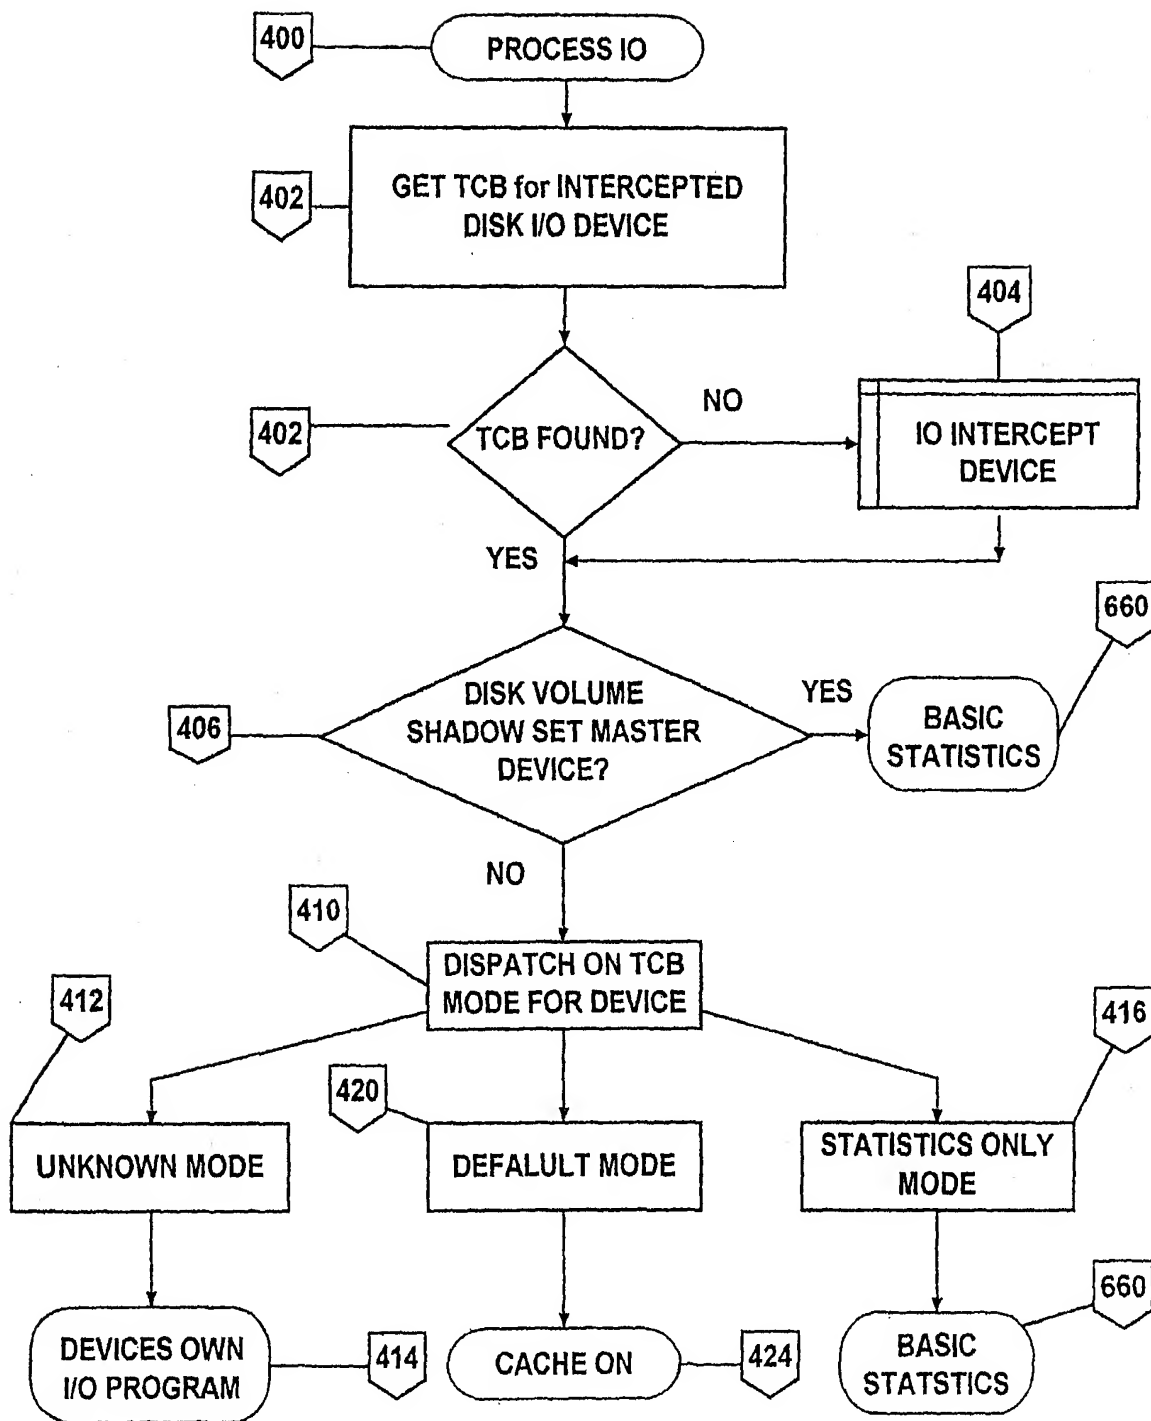 400
PROCESS IO
402
GET TCB for INTERCEPTED
DISK I/O DEVICE
404
402
TCB FOUND?
NO
IO INTERCEPT
DEVICE
YES
660
406
DISK VOLUME
SHADOW SET MASTER
DEVICE?
YES
BASIC
STATISTICS
NO
410
DISPATCH ON TCB
MODE FOR DEVICE
412
420
416
UNKNOWN MODE
DEFALULT MODE
STATISTICS ONLY
MODE
660
DEVICES OWN
I/O PROGRAM
414
CACHE ON
424
BASIC
STATSTICS